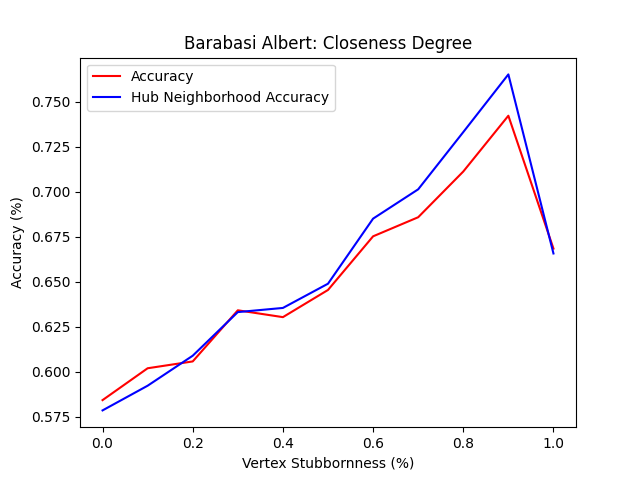 Barabasi Albert: Closeness Degree
Accuracy
Hub Neighborhood Accuracy
0.750
0.725
0.700
0.675
0.650
0.625
0.600
0.575
Accuracy (%)
0.0 0.2 0.4 0.6 0.8 1.0
Vertex Stubbornness (%)